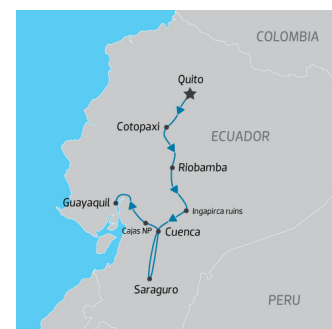 COLOMBIA
Quito
Cotopaxi
ECUADOR
Riobamba
Guayaquil
Ingapirca ruins
Cajas NP
Cuenca
Saraguro
PERU